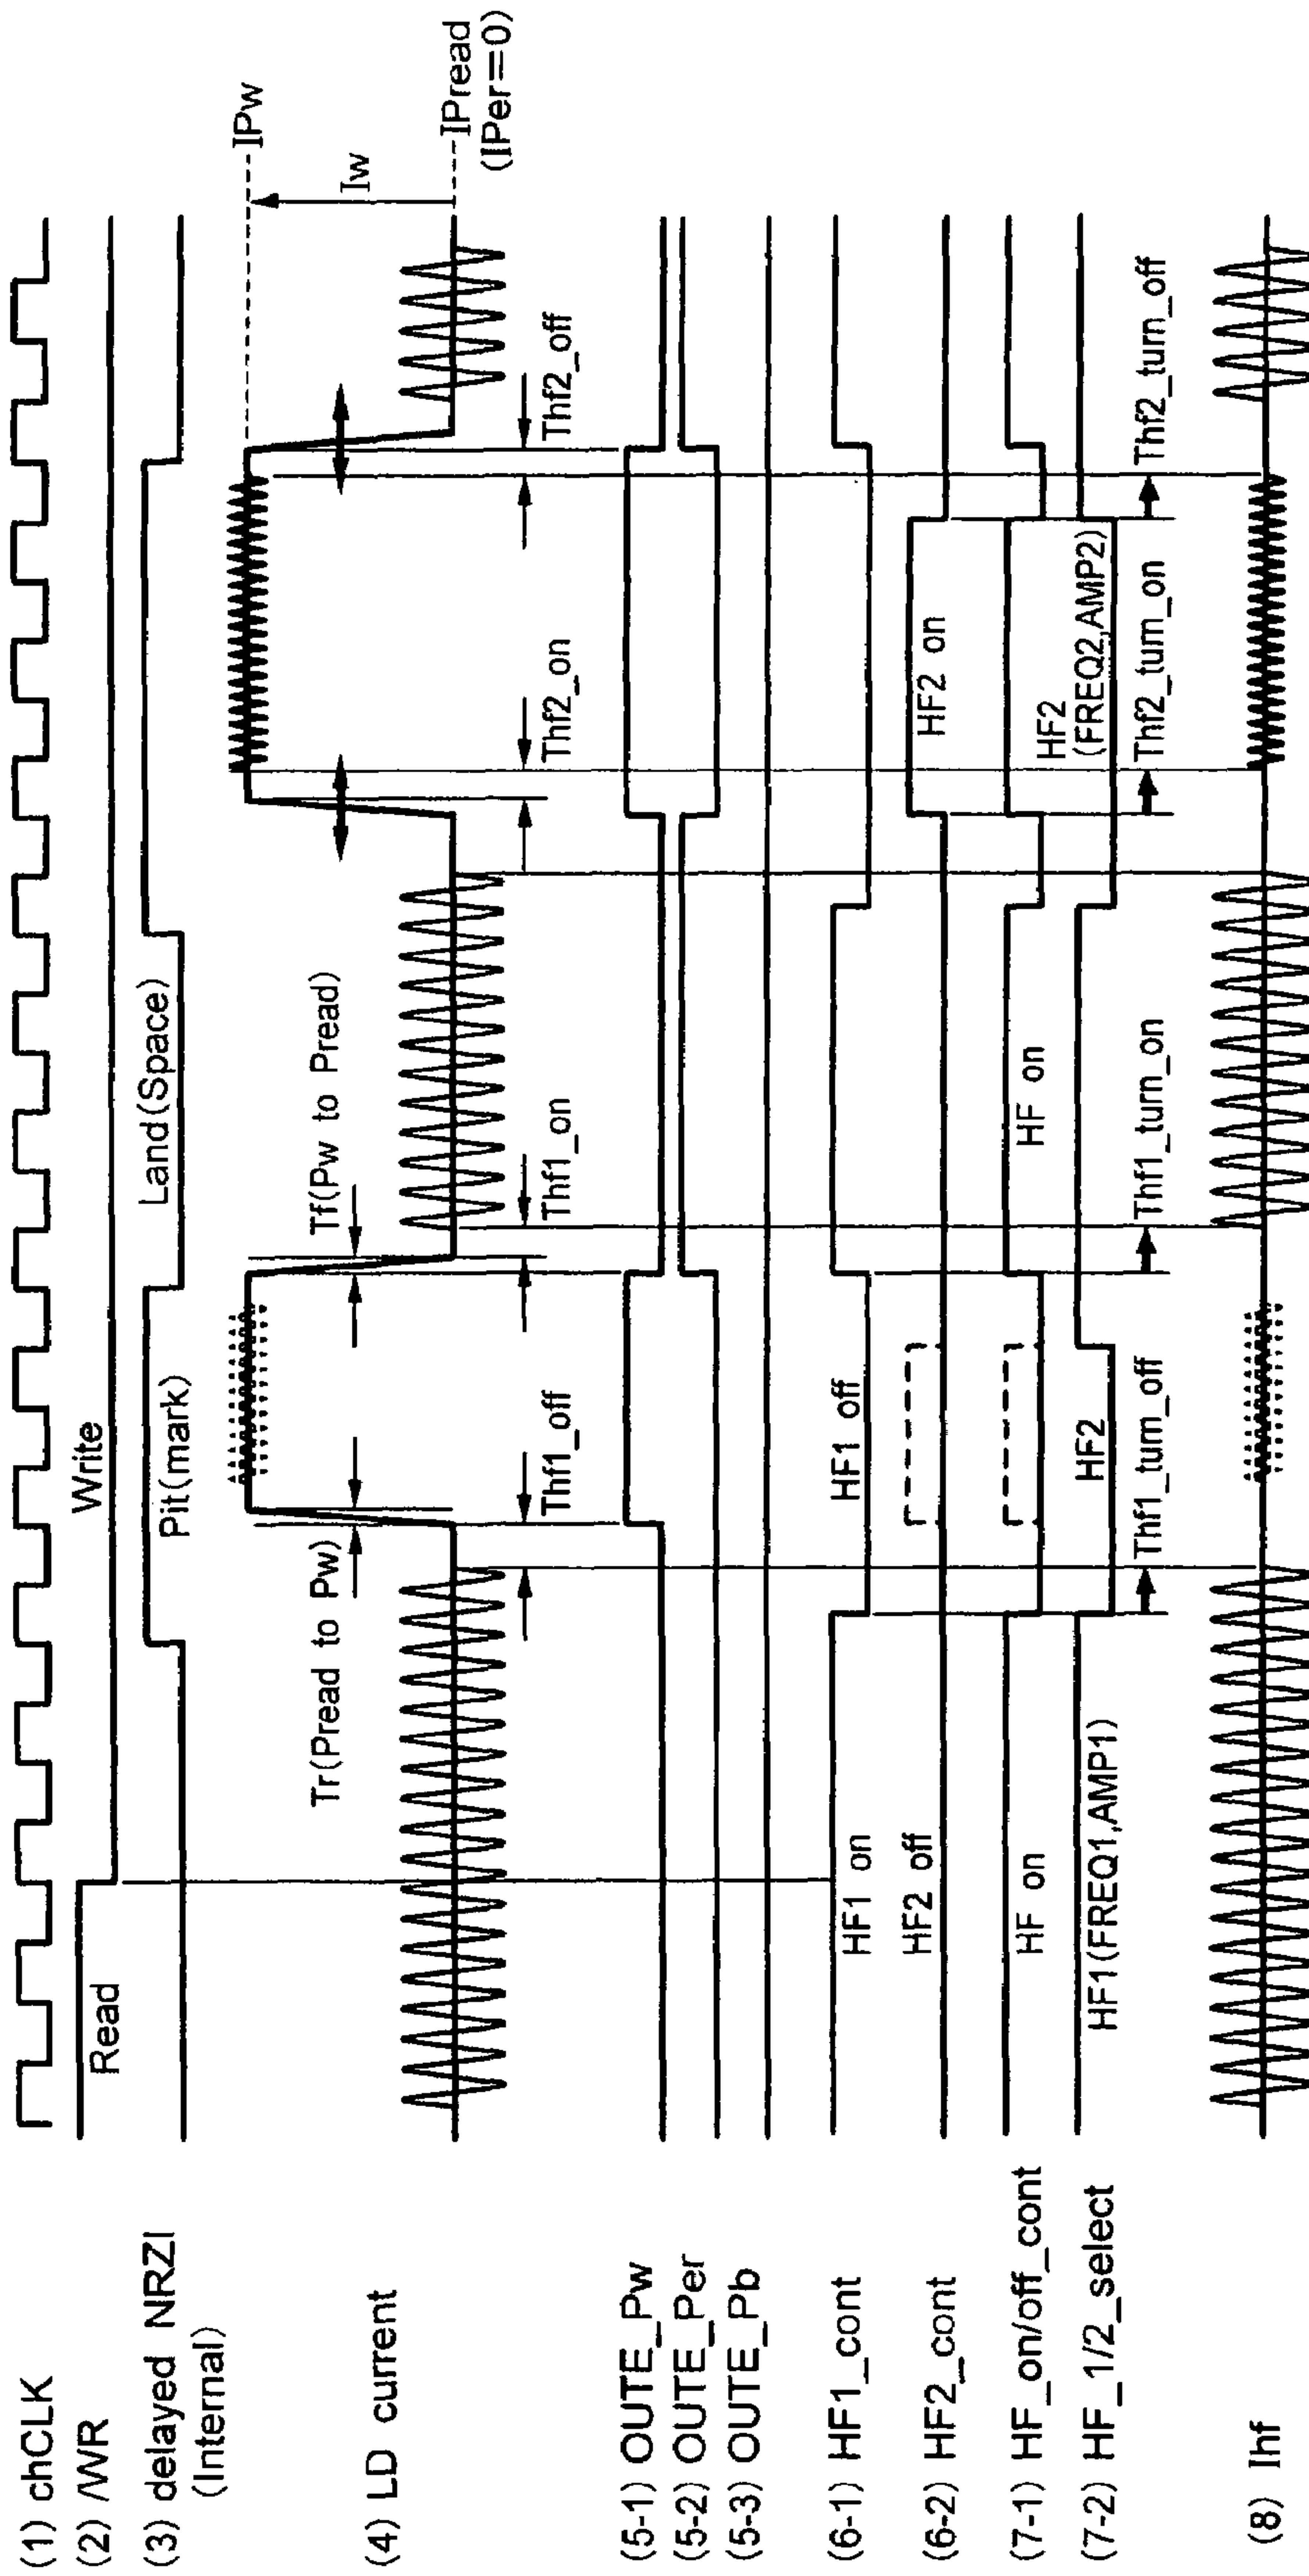 (1) chCLK
(2) /WR
Read
Write
(3) delayed NRZI
(Internal)
Pit(mark)
Land(Space)
(4) LD current
Tr(Pread to Pw)
Tf(Pw to Pread)
IPw
Iw
IPread
(IPer=0)
Thf1_off
Thf1_on
Thf2_on
Thf2_off
(5-1) OUTE_Pw
(5-2) OUTE_Per
(5-3) OUTE_Pb
(6-1) HF1_cont
HF1 on
HF1 off
(6-2) HF2_cont
HF2 off
HF2 on
(7-1) HF_on/off_cont
HF on
HF on
(7-2) HF_1/2_select
HF1(FREQ1,AMP1)
HF2
HF2
(FREQ2,AMP2)
Thf1_turn_off
Thf1_turn_on
Thf2_turn_on
Thf2_turn_off
(8) Ihf